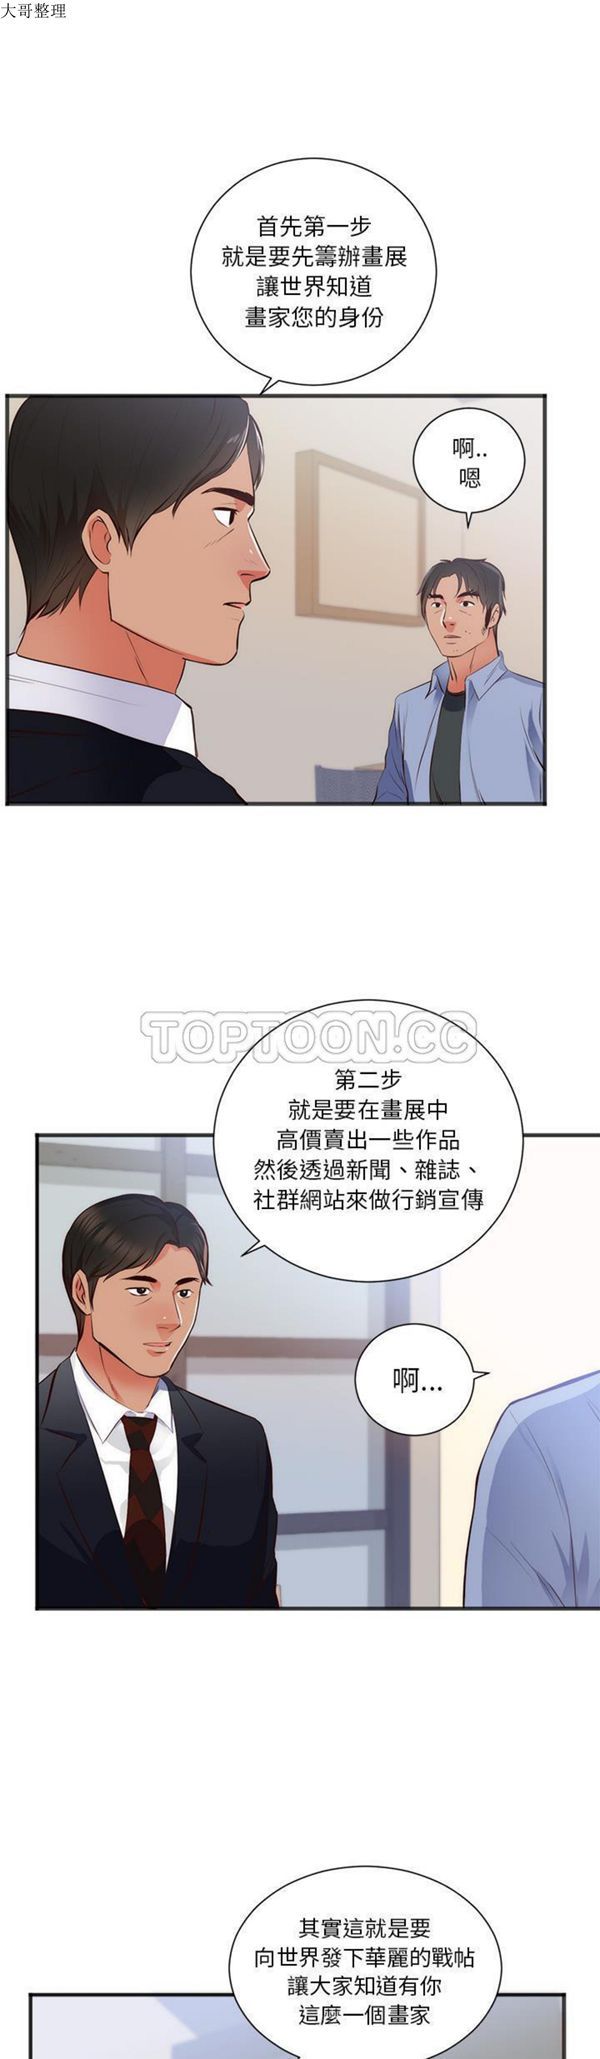 大哥整理
首先第一步
就是要先籌辦畫展
讓世界知道
畫家您的身份
啊..
嗯
TOPTOON.CC
第二步
就是要在畫展中
高價賣出一些作品
然後透過新聞、雜誌、
社群網站來做行銷宣傳
啊...
其實這就是要
向世界發下華麗的戰帖
讓大家知道有你
這麼一個畫家